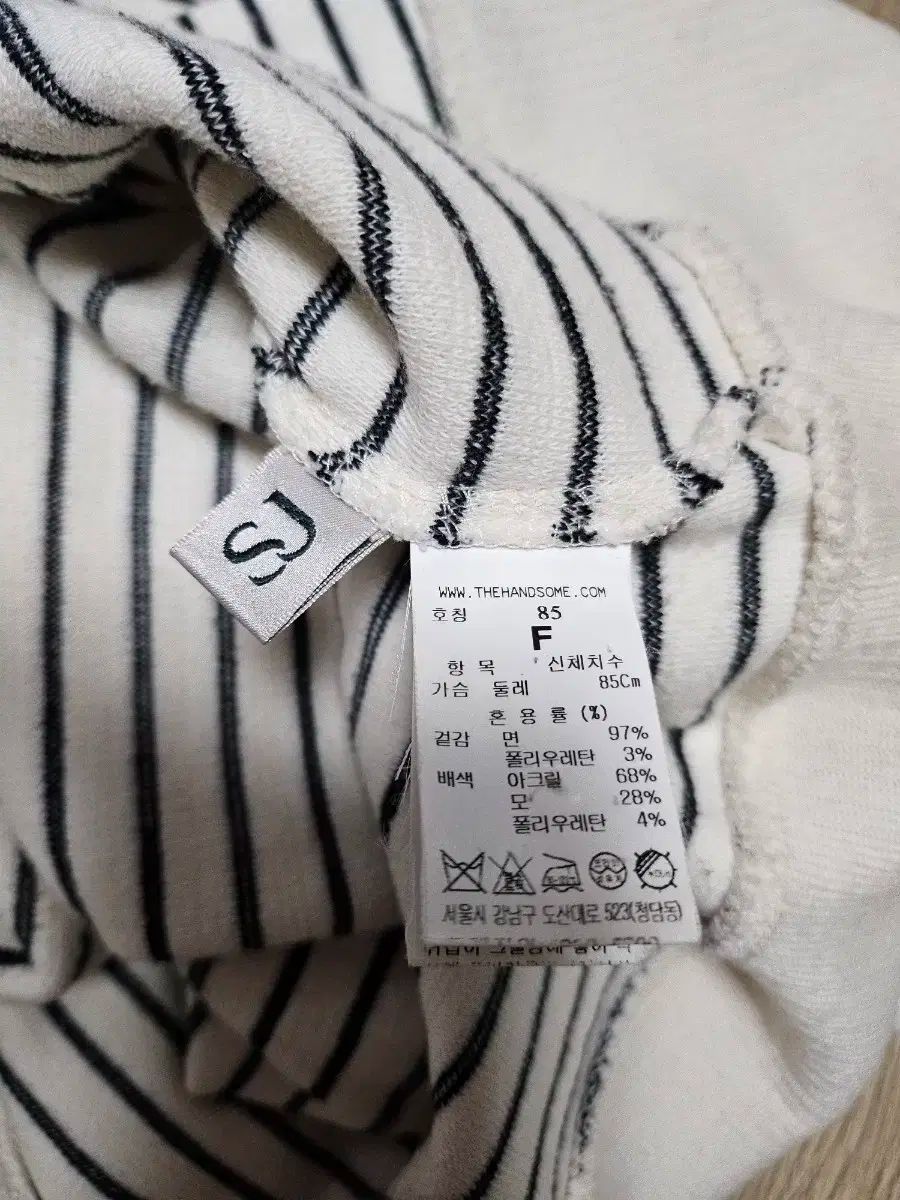 SJ
WWW.THEHANDSOME.COM
호칭 85
F
항 목 신체치수
가슴 둘레 85Cm
혼 용 률 (%)
겉감 면 97%
폴리우레탄 3%
배색 아크릴 68%
모 28%
폴리우레탄 4%
서울시 강남구 도산대로 523(청담동)